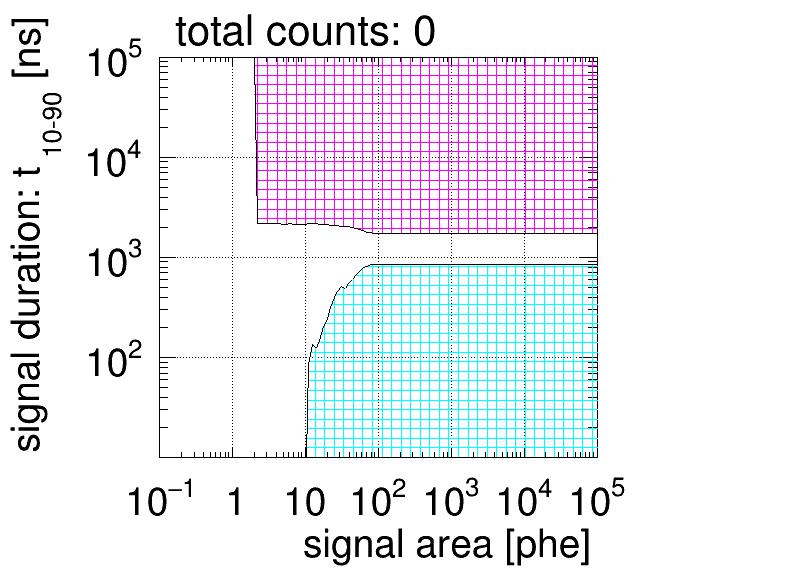 total counts: 0
signal duration: t 10-90 [ns]
10^5
10^4
10^3
10^2
10^−1 1 10 10^2 10^3 10^4 10^5
signal area [phe]